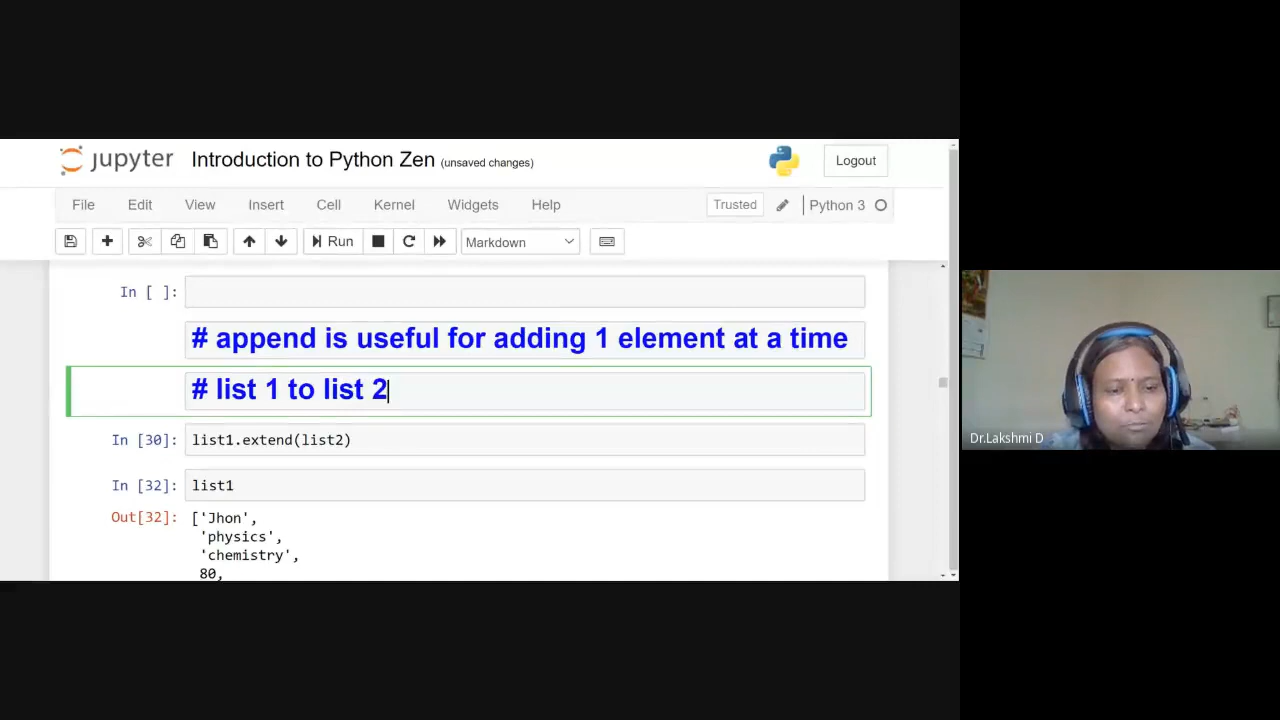 jupyter Introduction to Python Zen (unsaved changes) Logout
File Edit View Insert Cell Kernel Widgets Help Trusted Python 3
Run Markdown
In [ ]:
# append is useful for adding 1 element at a time
# list 1 to list 2
In [30]: list1.extend(list2)
In [32]: list1
Out[32]: ['Jhon',
'physics',
'chemistry',
80,
Dr.Lakshmi D